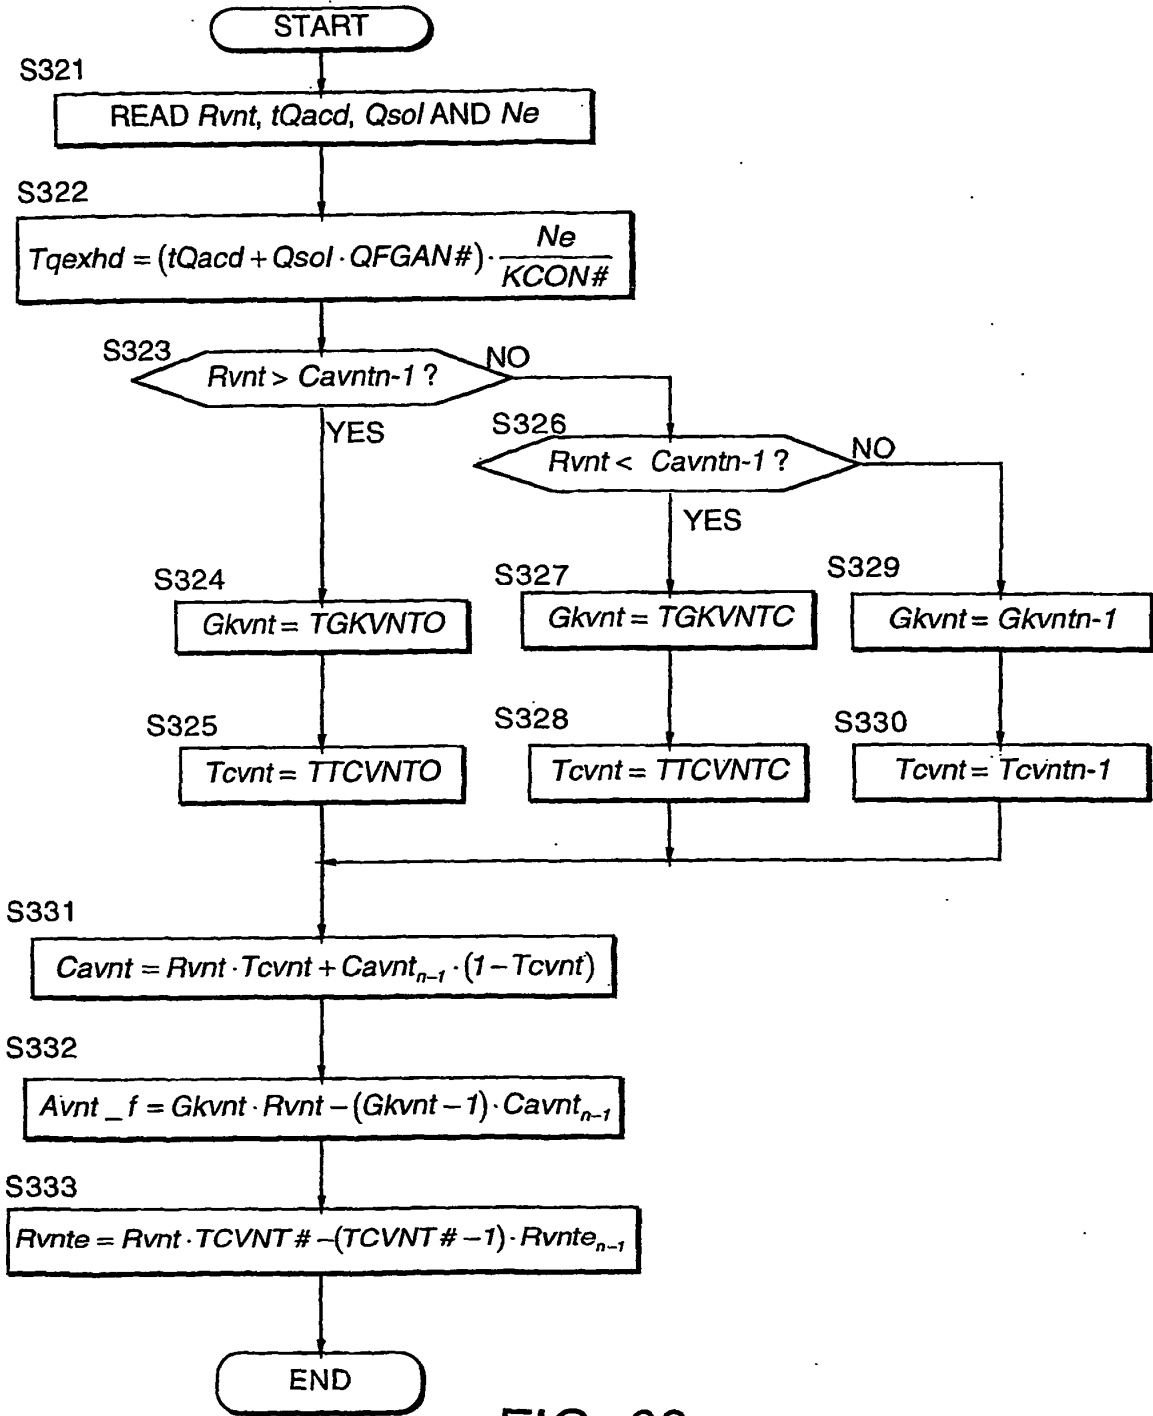 START
S321
READ Rvnt, tQacd, Qsol AND Ne
S322
Tqexhd = (tQacd + Qsol · QFGAN#) · Ne / KCON#
S323
Rvnt > Cavntn-1 ?
NO
YES
S326
Rvnt < Cavntn-1 ?
NO
YES
S324
Gkvnt = TGKVNTO
S327
Gkvnt = TGKVNTC
S329
Gkvnt = Gkvntn-1
S325
Tcvnt = TTCVNTO
S328
Tcvnt = TTCVNTC
S330
Tcvnt = Tcvntn-1
S331
Cavnt = Rvnt · Tcvnt + Cavntn–1 · (1 – Tcvnt)
S332
Avnt _ f = Gkvnt · Rvnt – (Gkvnt – 1) · Cavntn–1
S333
Rvnte = Rvnt · TCVNT # – (TCVNT # – 1) · Rvnten–1
END